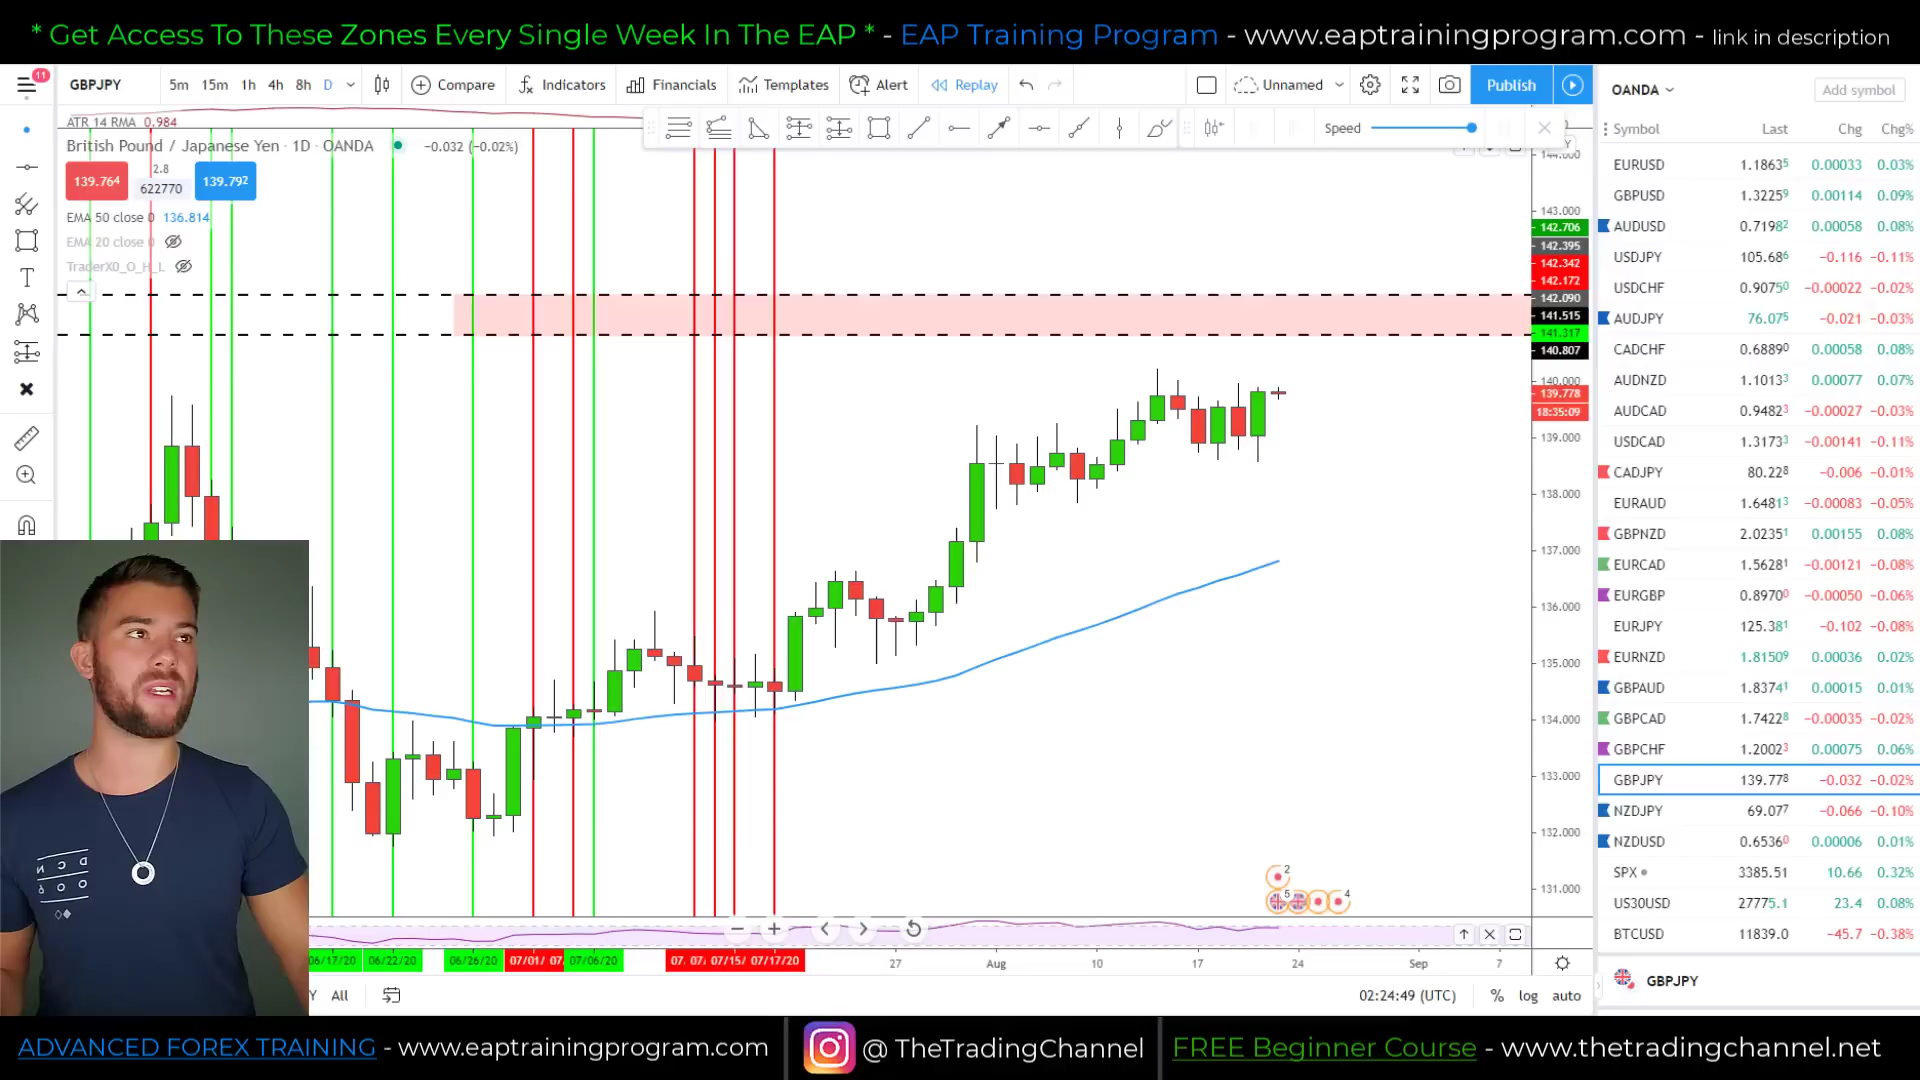 * Get Access To These Zones Every Single Week In The EAP * - EAP Training Program - www.eaptrainingprogram.com - link in description
11
GBPJPY 5m 15m 1h 4h 8h D Compare Indicators Financials Templates Alert Replay Unnamed Publish
OANDA Add symbol
ATR 14 RMA 0.984
Speed
British Pound / Japanese Yen · 1D · OANDA −0.032 (−0.02%)
139.764 2.8 622770 139.792
EMA 50 close 0 136.814
EMA 20 close 0
TraderX0_O_H_L
144.000
143.000
142.706
142.395
142.342
142.172
142.090
141.515
141.317
140.807
140.000
139.778
18:35:09
139.000
138.000
137.000
136.000
135.000
134.000
133.000
132.000
131.000
Symbol Last Chg Chg%
EURUSD 1.18635 0.00033 0.03%
GBPUSD 1.32259 0.00114 0.09%
AUDUSD 0.71982 0.00058 0.08%
USDJPY 105.686 −0.116 −0.11%
USDCHF 0.90750 −0.00022 −0.02%
AUDJPY 76.075 −0.021 −0.03%
CADCHF 0.68890 0.00058 0.08%
AUDNZD 1.10133 0.00077 0.07%
AUDCAD 0.94823 −0.00027 −0.03%
USDCAD 1.31733 −0.00141 −0.11%
CADJPY 80.228 −0.006 −0.01%
EURAUD 1.64813 −0.00083 −0.05%
GBPNZD 2.02351 0.00155 0.08%
EURCAD 1.56281 −0.00121 −0.08%
EURGBP 0.89700 −0.00050 −0.06%
EURJPY 125.381 −0.102 −0.08%
EURNZD 1.81509 0.00036 0.02%
GBPAUD 1.83741 0.00015 0.01%
GBPCAD 1.74228 −0.00035 −0.02%
GBPCHF 1.20023 0.00075 0.06%
GBPJPY 139.778 −0.032 −0.02%
NZDJPY 69.077 −0.066 −0.10%
NZDUSD 0.65360 0.00006 0.01%
SPX 3385.51 10.66 0.32%
US30USD 27775.1 23.4 0.08%
BTCUSD 11839.0 −45.7 −0.38%
GBPJPY
2
5 4
06/17/20 06/22/20 06/26/20 07/01/ 07/06/20 07/15/ 07/17/20 27 Aug 10 17 24 Sep 7
Y All 02:24:49 (UTC) % log auto
ADVANCED FOREX TRAINING - www.eaptrainingprogram.com @ TheTradingChannel FREE Beginner Course - www.thetradingchannel.net